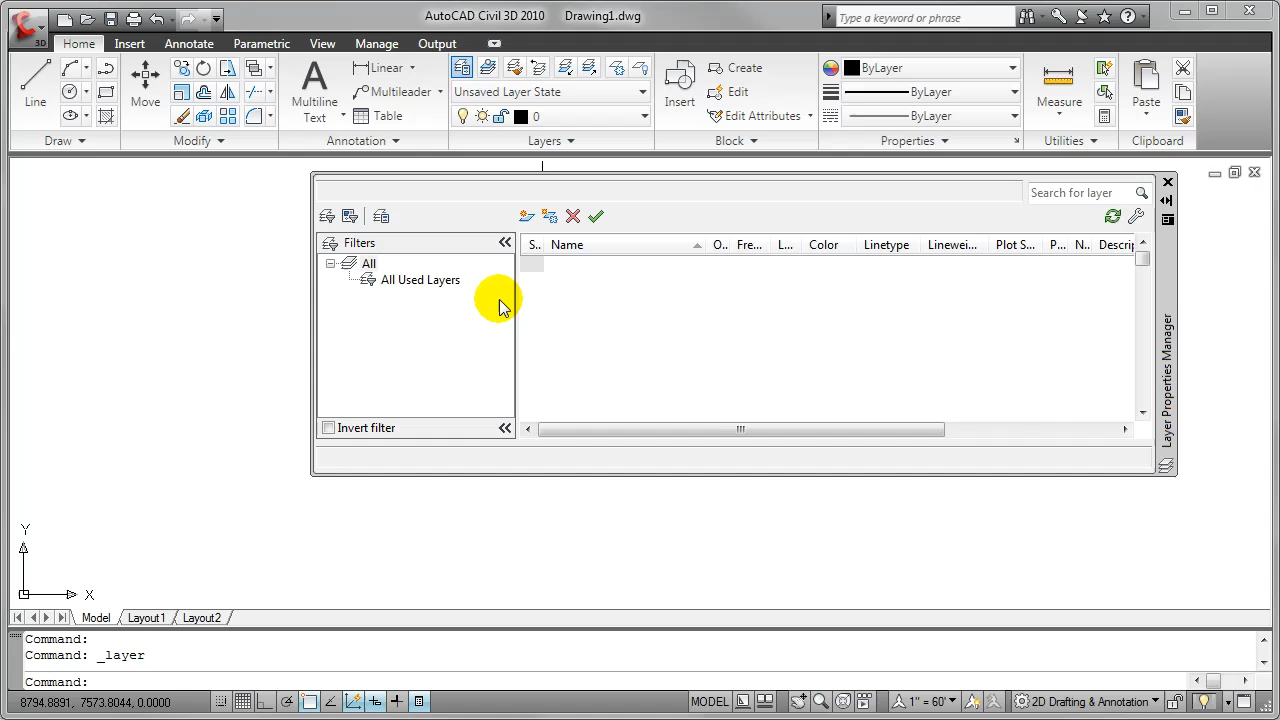 AutoCAD Civil 3D 2010 Drawing1.dwg
Type a keyword or phrase
3D
Home Insert Annotate Parametric View Manage Output
Line
Move
Multiline
Text
Linear
Multileader
Table
Unsaved Layer State
0
Insert
Create
Edit
Edit Attributes
ByLayer
ByLayer
ByLayer
Measure
Paste
Draw Modify Annotation Layers Block Properties Utilities Clipboard
Search for layer
Filters
S.. Name O.. Fre... L... Color Linetype Linewei... Plot S... P... N.. Descrip
All
All Used Layers
Invert filter
Layer Properties Manager
Y
X
Model Layout1 Layout2
Command:
Command: _layer
Command:
8794.8891, 7573.8044, 0.0000
MODEL
1" = 60'
2D Drafting & Annotation